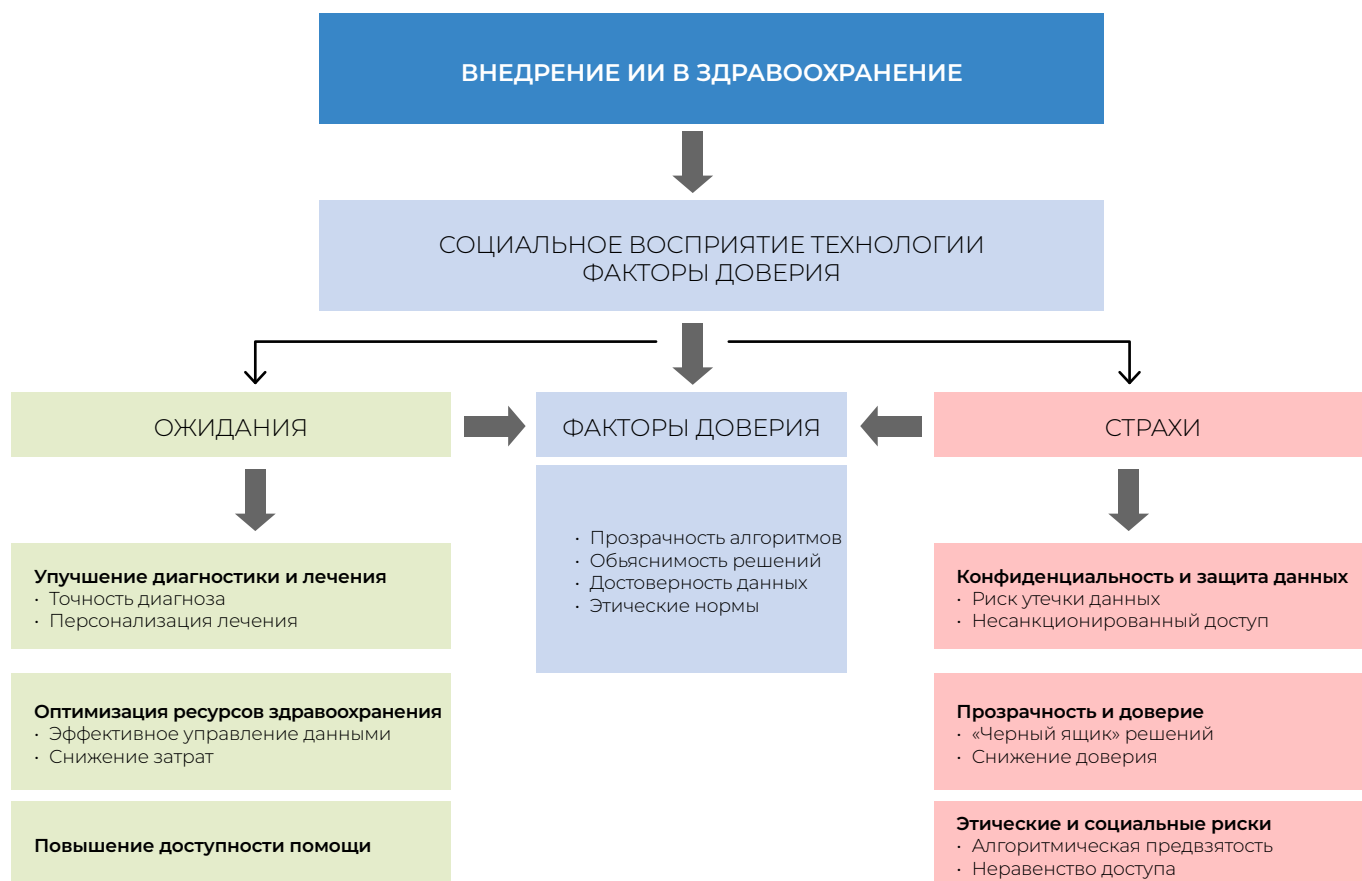 ВНЕДРЕНИЕ ИИ В ЗДРАВООХРАНЕНИЕ
СОЦИАЛЬНОЕ ВОСПРИЯТИЕ ТЕХНОЛОГИИ
ФАКТОРЫ ДОВЕРИЯ
ОЖИДАНИЯ
ФАКТОРЫ ДОВЕРИЯ
СТРАХИ
Улучшение диагностики и лечения
· Точность диагноза
· Персонализация лечения
Оптимизация ресурсов здравоохранения
· Эффективное управление данными
· Снижение затрат
Повышение доступности помощи
· Прозрачность алгоритмов
· Обьяснимость решений
· Достоверность данных
· Этические нормы
Конфиденциальность и защита данных
· Риск утечки данных
· Несанкционированный доступ
Прозрачность и доверие
· «Черный ящик» решений
· Снижение доверия
Этические и социальные риски
· Алгоритмическая предвзятость
· Неравенство доступа